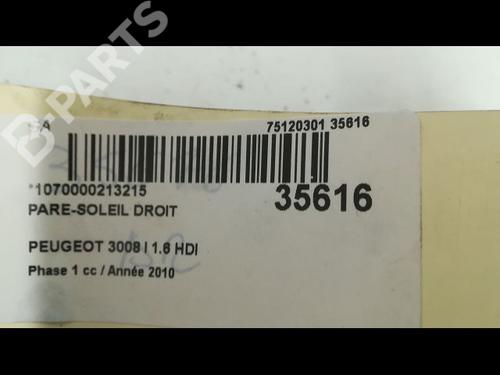 B-PARTS
75120301 35616
*1070000213215
35616
PARE-SOLEIL DROIT
PEUGEOT 3008 I 1.6 HDI
Phase 1 cc / Année 2010